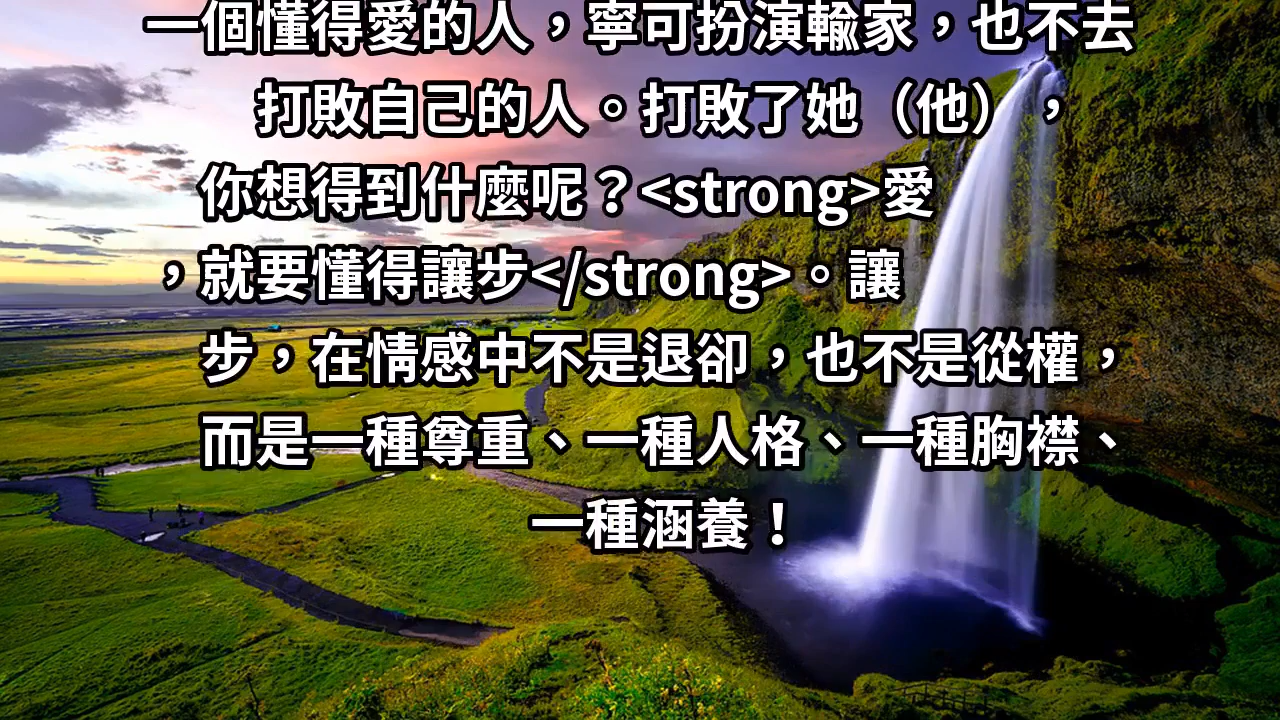 一個懂得愛的人，寧可扮演輸家，也不去
打敗自己的人。打敗了她（他），
你想得到什麼呢？<strong>愛
，就要懂得讓步</strong>。讓
步，在情感中不是退卻，也不是從權，
而是一種尊重、一種人格、一種胸襟、
一種涵養！